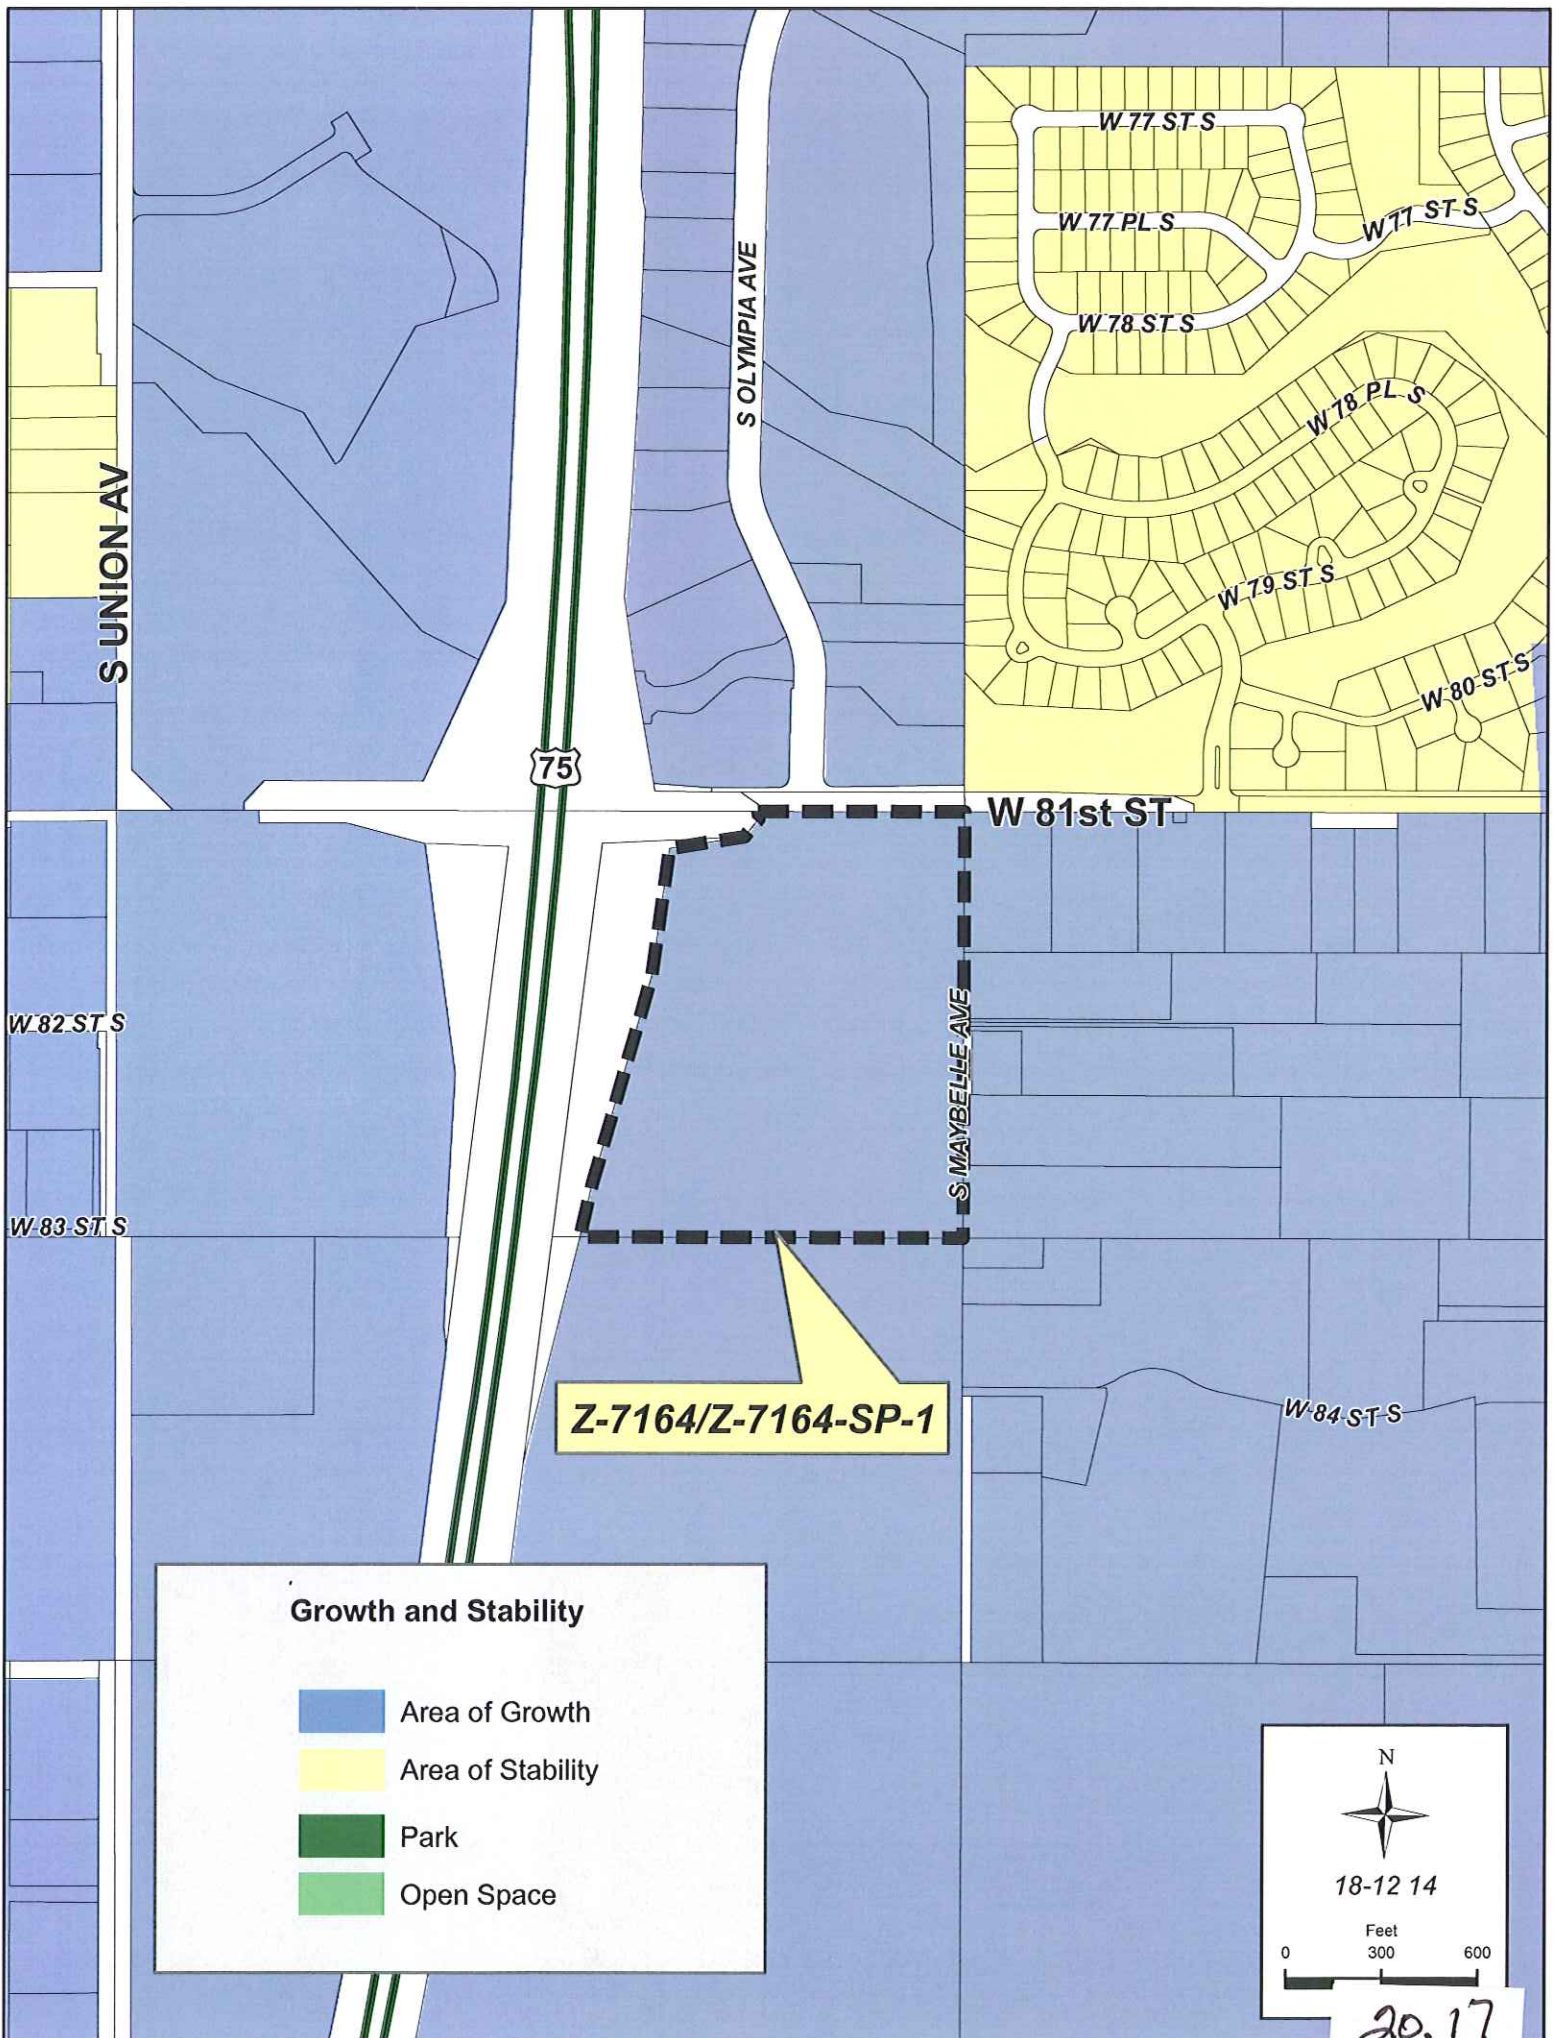 W 77 ST S
W 77 PL S
W 77 ST S
W 78 ST S
S OLYMPIA AVE
W 78 PL S
S UNION AV
W 79 ST S
W 80 ST S
75
W 81st ST
W 82 ST S
S MAYBELLE AVE
W 83 ST S
Z-7164/Z-7164-SP-1
W 84 ST S
Growth and Stability
Area of Growth
Area of Stability
Park
Open Space
N
18-12 14
Feet
0 300 600
20.17